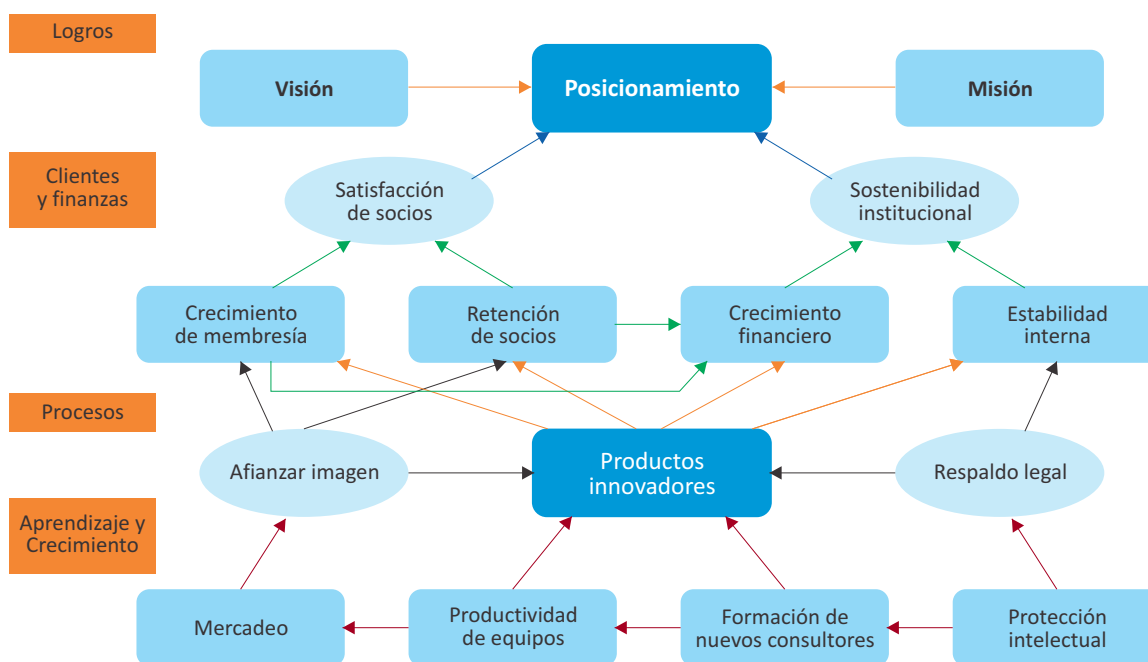 Logros
Visión
Posicionamiento
Misión
Clientes
y finanzas
Satisfacción
de socios
Sostenibilidad
institucional
Crecimiento
de membresía
Retención
de socios
Crecimiento
financiero
Estabilidad
interna
Procesos
Afianzar imagen
Productos
innovadores
Respaldo legal
Aprendizaje y
Crecimiento
Mercadeo
Productividad
de equipos
Formación de
nuevos consultores
Protección
intelectual